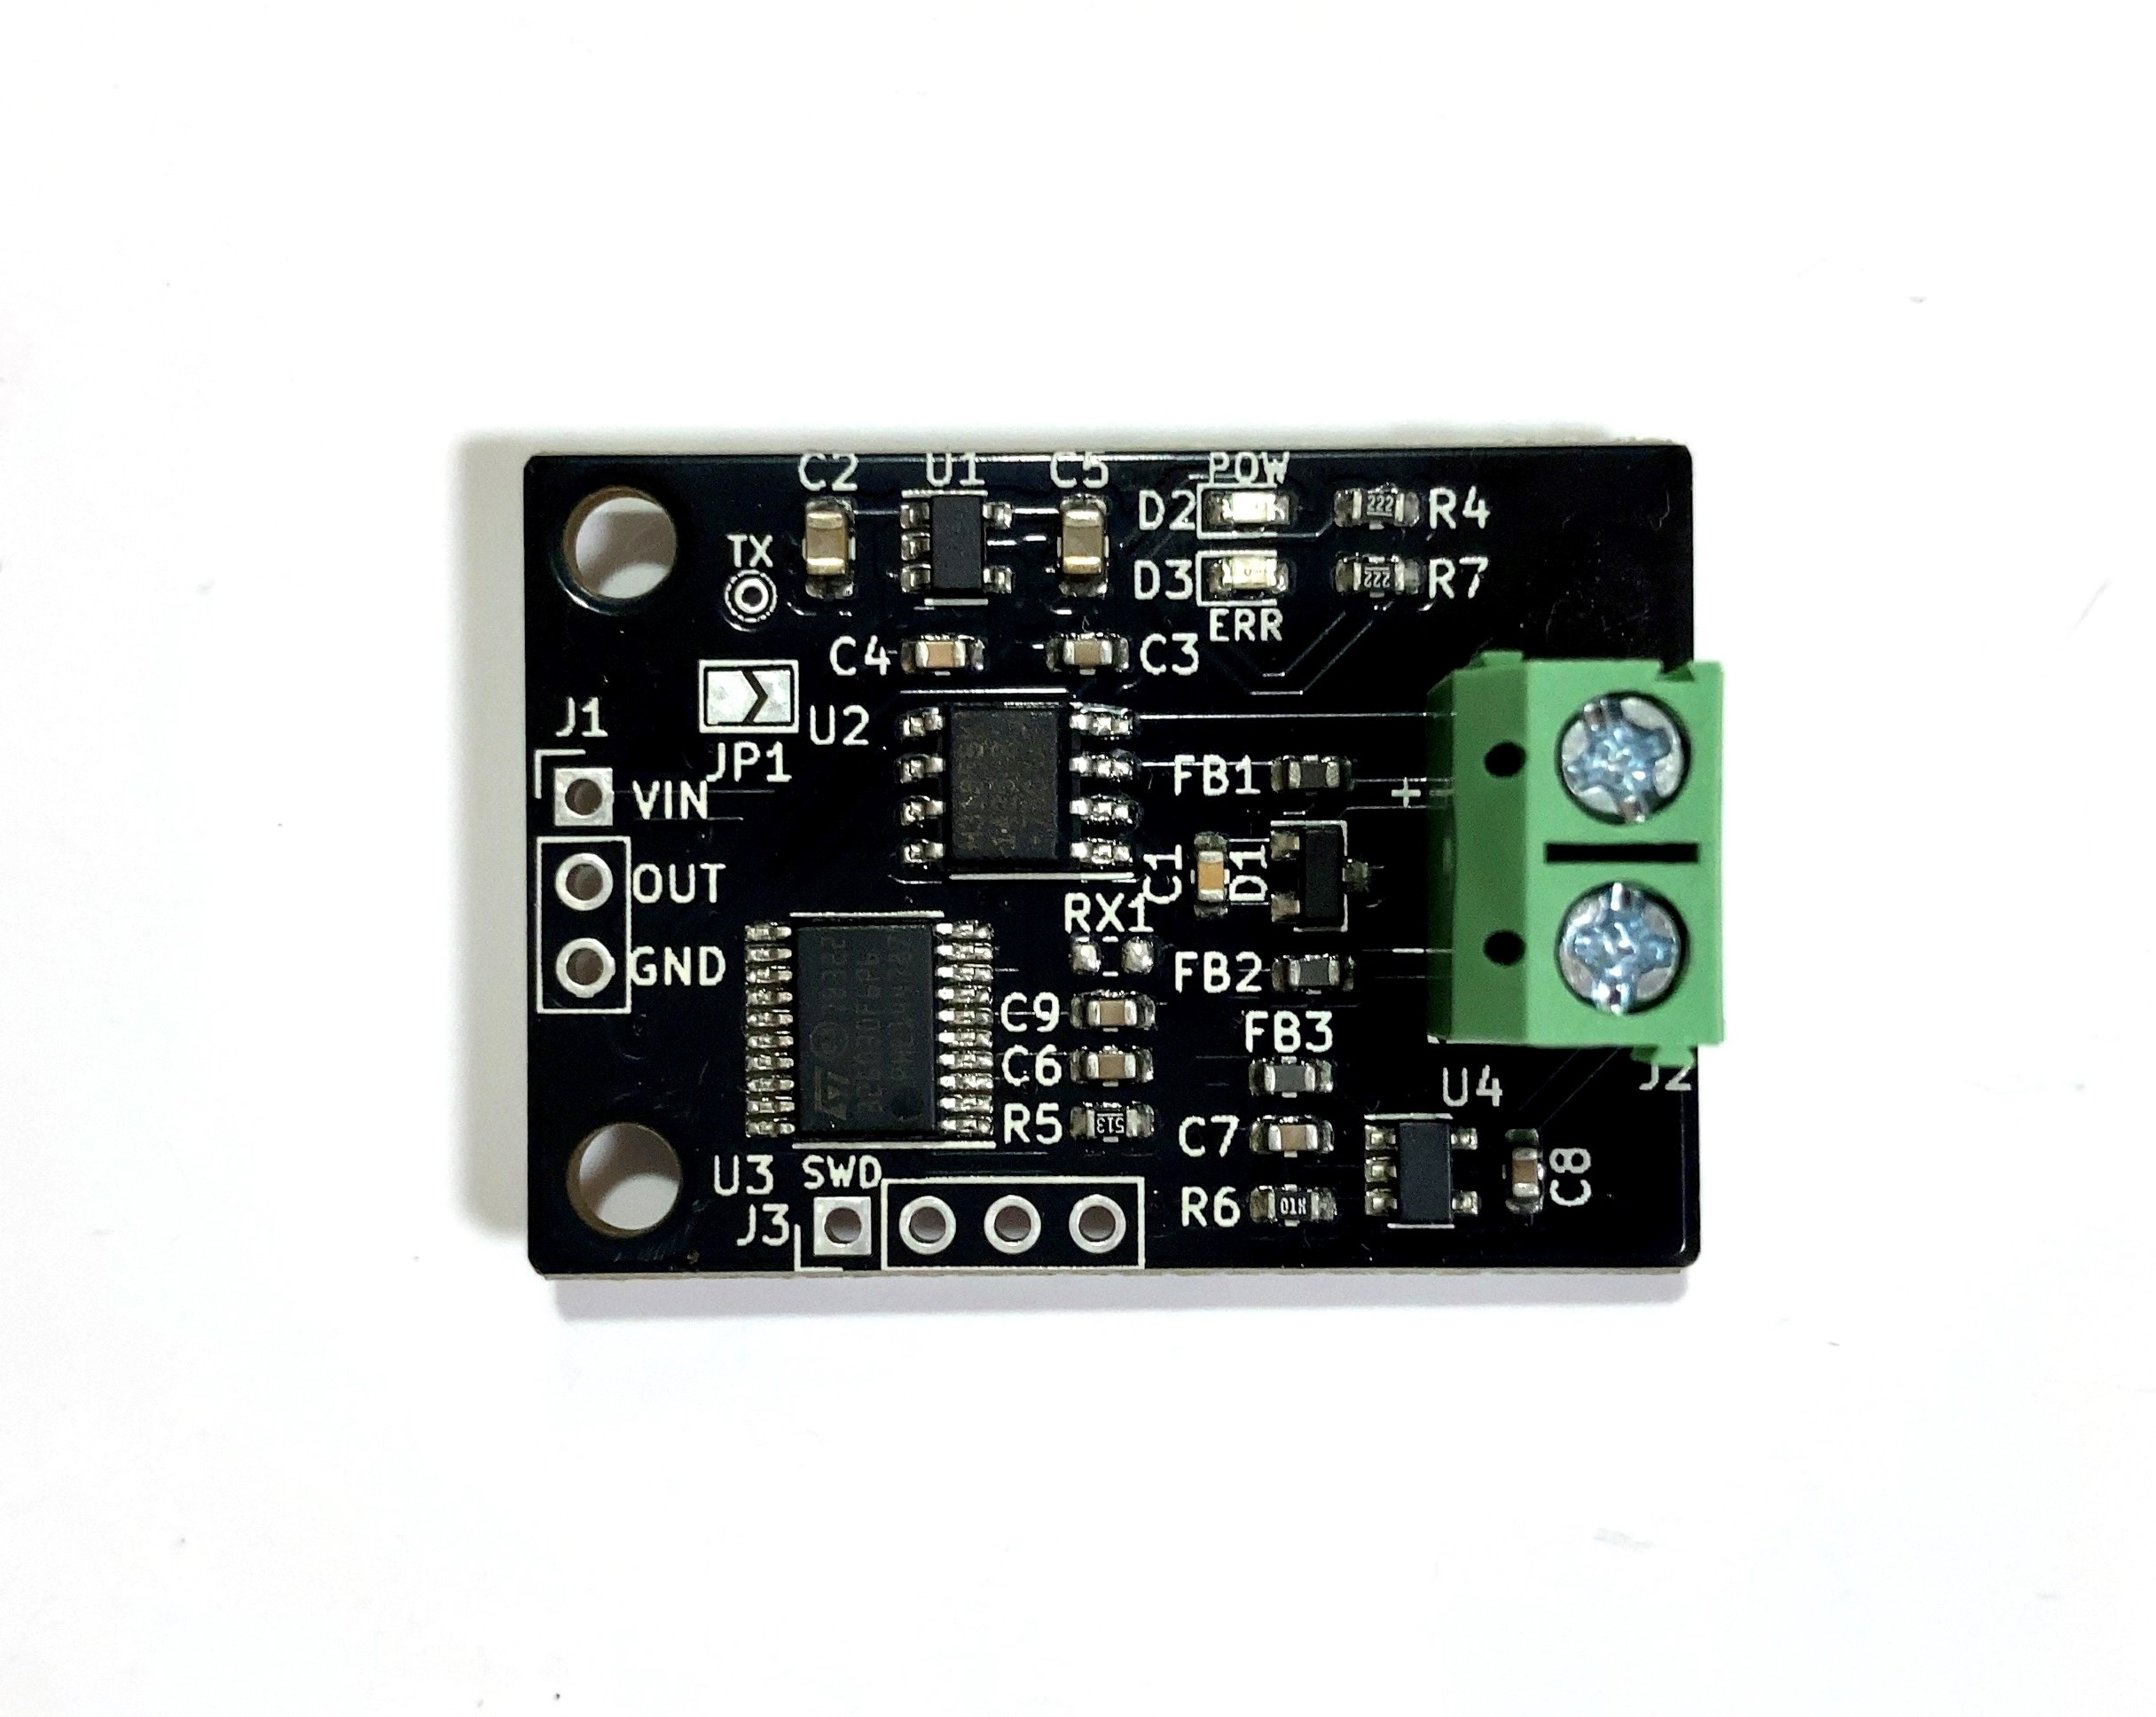 C2 U1 C5 POW
D2 222 R4
TX
D3 222 R7
ERR
C4 C3
J1 U2
JP1
FB1
VIN +
C1 D1
OUT
RX1
GND FB2 -
C9
FB3
C6
J2
U4
R5 513
C7
U3 SWD C8
J3
R6 01X